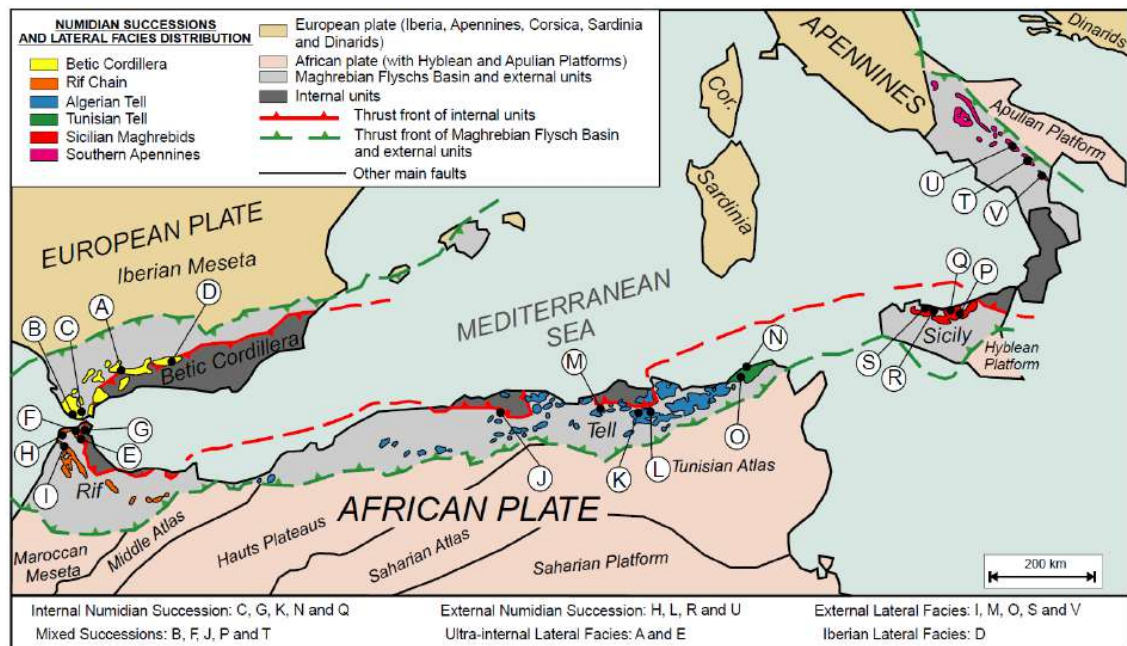 NUMIDIAN SUCCESSIONS
AND LATERAL FACIES DISTRIBUTION
Betic Cordillera
Rif Chain
Algerian Tell
Tunisian Tell
Sicilian Maghrebids
Southern Apennines
European plate (Iberia, Apennines, Corsica, Sardinia
and Dinarids)
African plate (with Hyblean and Apulian Platforms)
Maghrebian Flyschs Basin and external units
Internal units
Thrust front of internal units
Thrust front of Maghrebian Flysch Basin
and external units
Other main faults
Dinarids
APENNINES
Cor.
Apulian Platform
U
T
V
Sardinia
EUROPEAN PLATE
Iberian Meseta
A
D
B
C
Betic Cordillera
MEDITERRANEAN
SEA
Q
P
Sicily
S
R
Hyblean
Platform
N
M
F
G
H
E
I
Rif
Tell
O
J
K
L
Tunisian Atlas
AFRICAN PLATE
Maroccan
Meseta
Middle Atlas
Hauts Plateaus
Saharian Atlas
Saharian Platform
200 km
Internal Numidian Succession: C, G, K, N and Q
External Numidian Succession: H, L, R and U
External Lateral Facies: I, M, O, S and V
Mixed Successions: B, F, J, P and T
Ultra-internal Lateral Facies: A and E
Iberian Lateral Facies: D